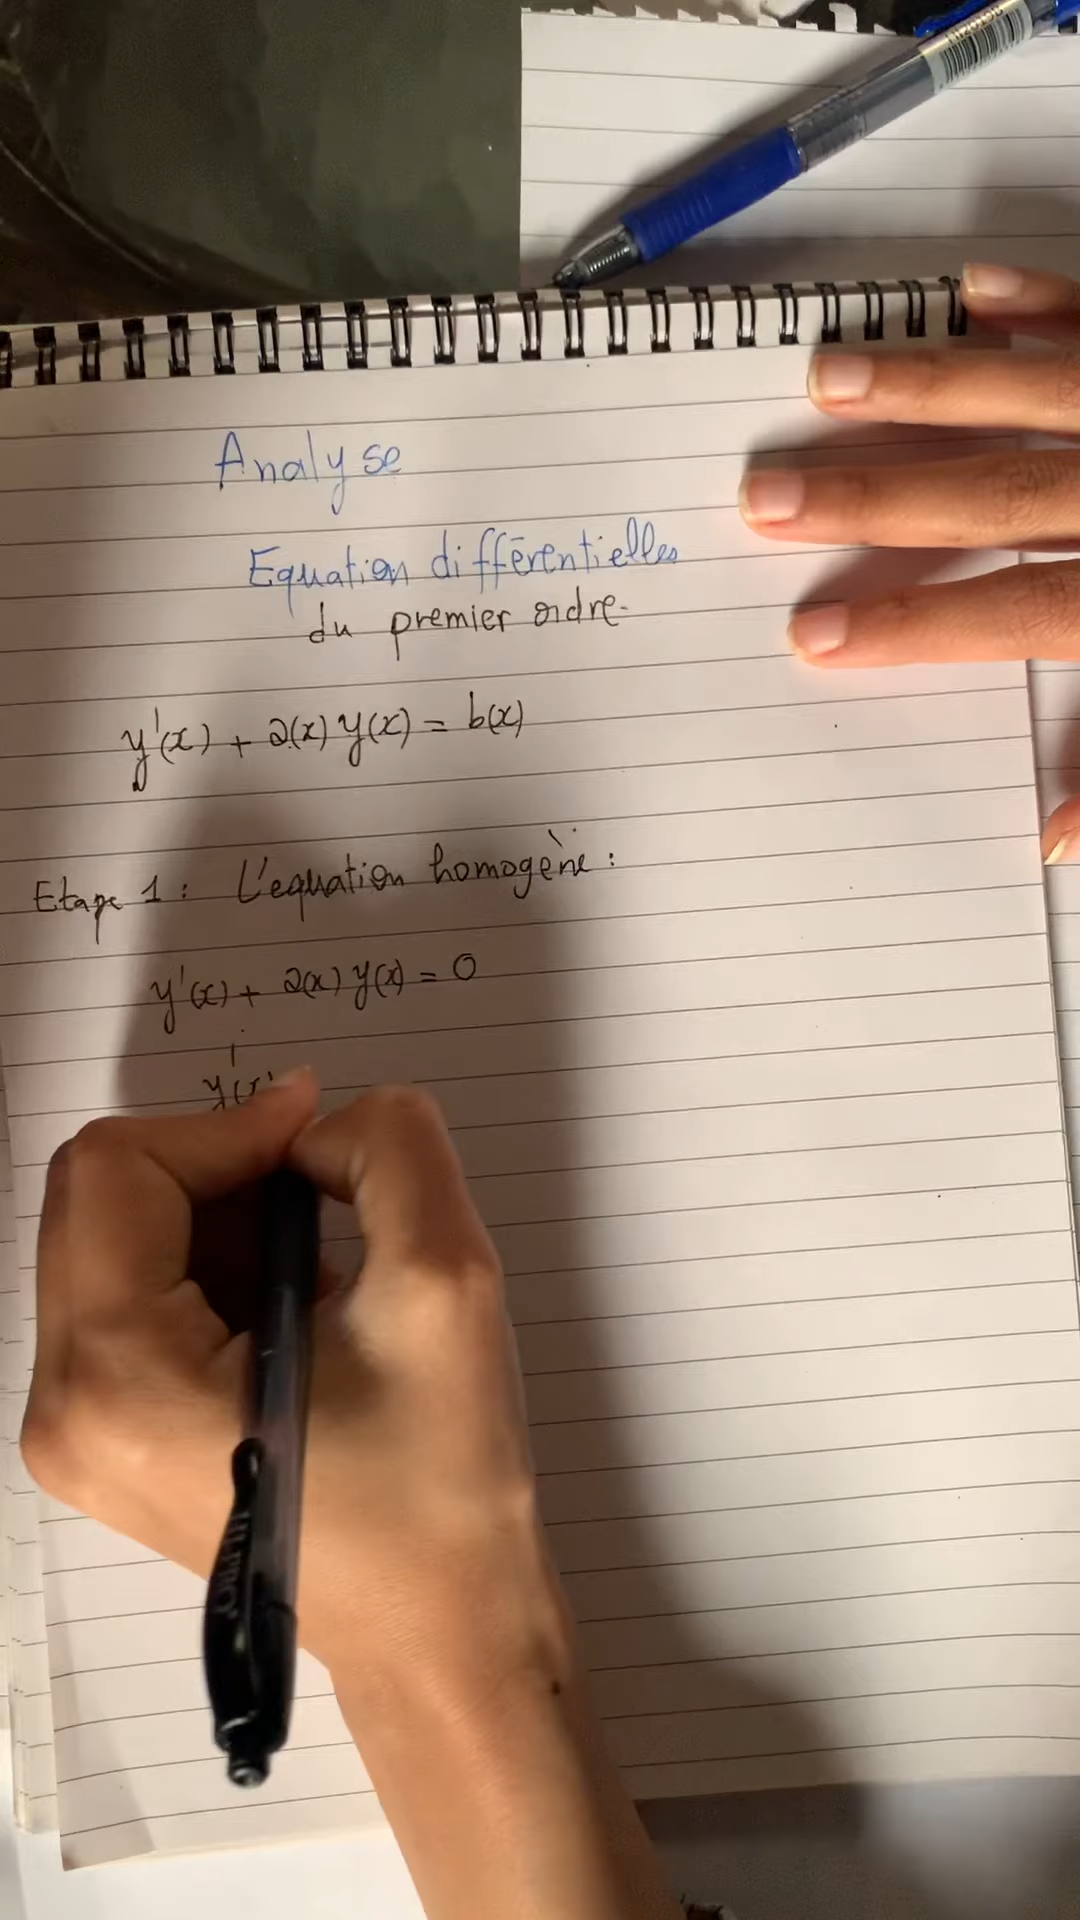 Analyse
Equation différentielles
du premier ordre.
y'(x) + a(x) y(x) = b(x)
Etape 1 : L'equation homogène :
y'(x) + a(x) y(x) = 0
y'(x)